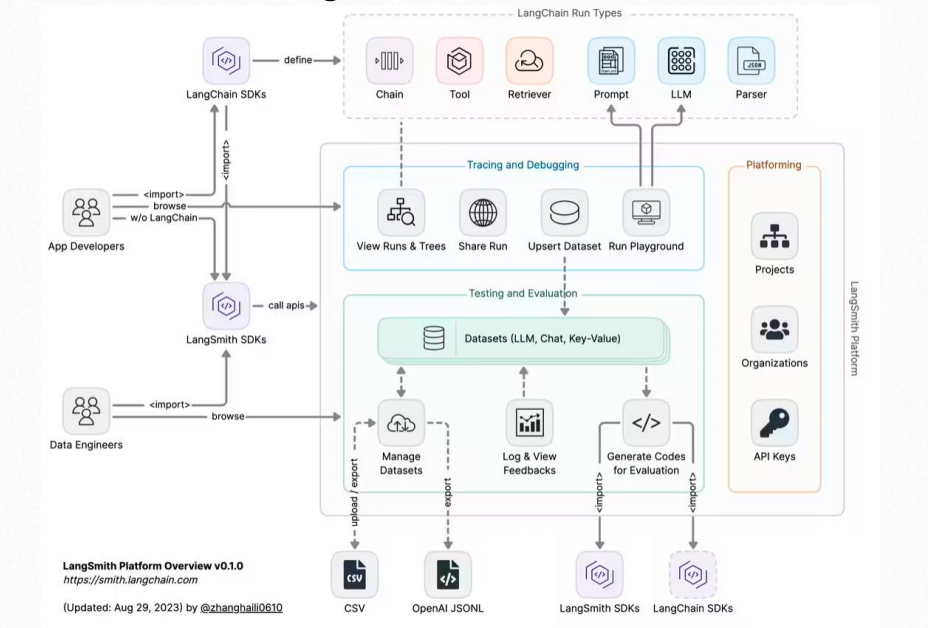 LangChain Run Types
LangChain SDKs
define
Chain
Tool
Retriever
Prompt
LLM
JSON
Parser
<import>
Tracing and Debugging
Platforming
App Developers
<import>
browse
w/o LangChain
View Runs & Trees
Share Run
Upsert Dataset
Run Playground
Projects
Testing and Evaluation
LangSmith SDKs
call apis
Datasets (LLM, Chat, Key-Value)
LangSmith Platform
Organizations
Data Engineers
<import>
browse
Manage
Datasets
Log & View
Feedbacks
</>
Generate Codes
for Evaluation
API Keys
upload / export
export
<import>
<import>
LangSmith Platform Overview v0.1.0
https://smith.langchain.com
(Updated: Aug 29, 2023) by @zhanghaili0610
CSV
CSV
</>
OpenAI JSONL
LangSmith SDKs
LangChain SDKs